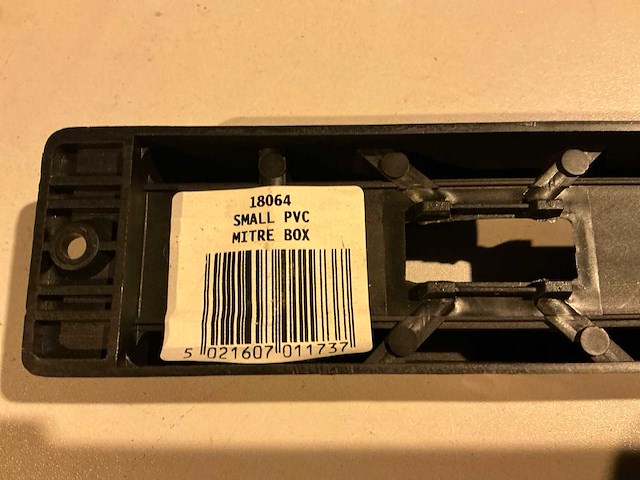 18064
SMALL PVC
MITRE BOX
5 021607 011737